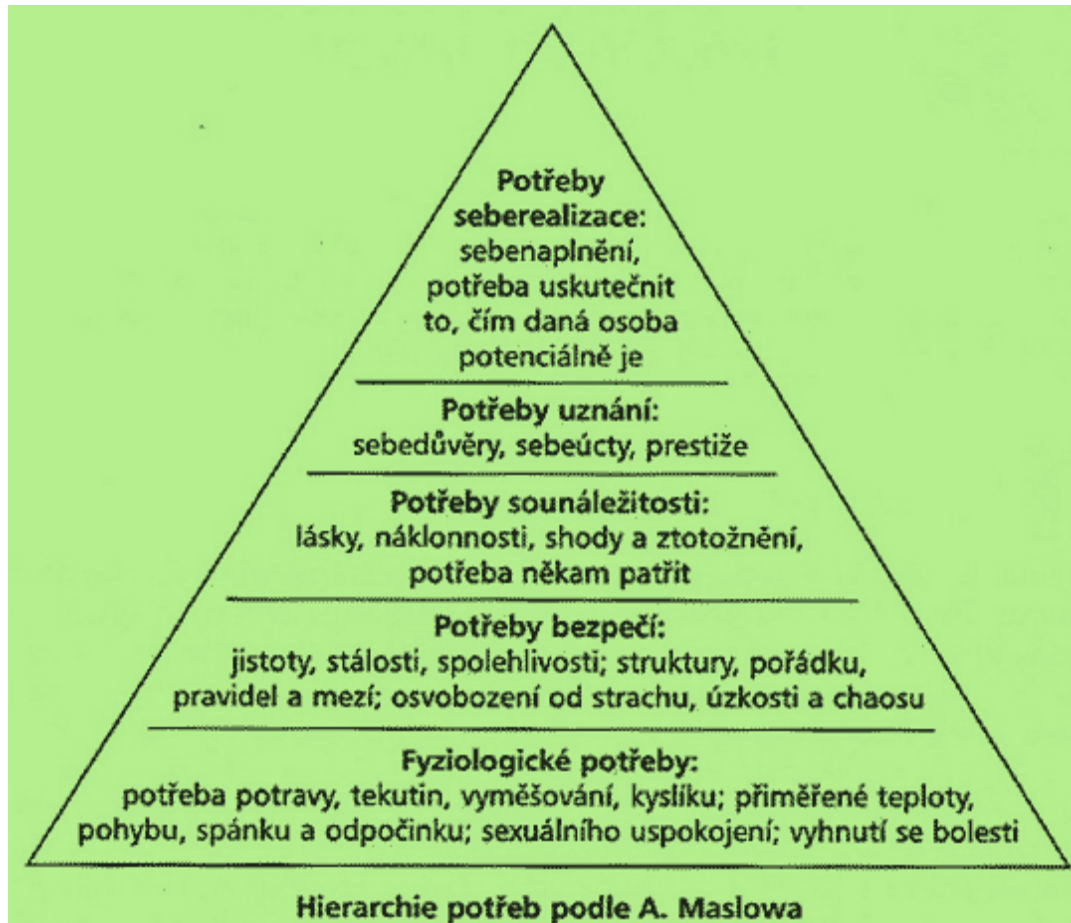 Potřeby
seberealizace:
sebenaplnění,
potřeba uskutečnit
to, čím daná osoba
potenciálně je
Potřeby uznání:
sebedůvěry, sebeúcty, prestiže
Potřeby sounáležitosti:
lásky, náklonnosti, shody a ztotožnění,
potřeba někam patřit
Potřeby bezpečí:
jistoty, stálosti, spolehlivosti; struktury, pořádku,
pravidel a mezí; osvobození od strachu, úzkosti a chaosu
Fyziologické potřeby:
potřeba potravy, tekutin, vyměšování, kyslíku; přiměřené teploty,
pohybu, spánku a odpočinku; sexuálního uspokojení; vyhnutí se bolesti
Hierarchie potřeb podle A. Maslowa